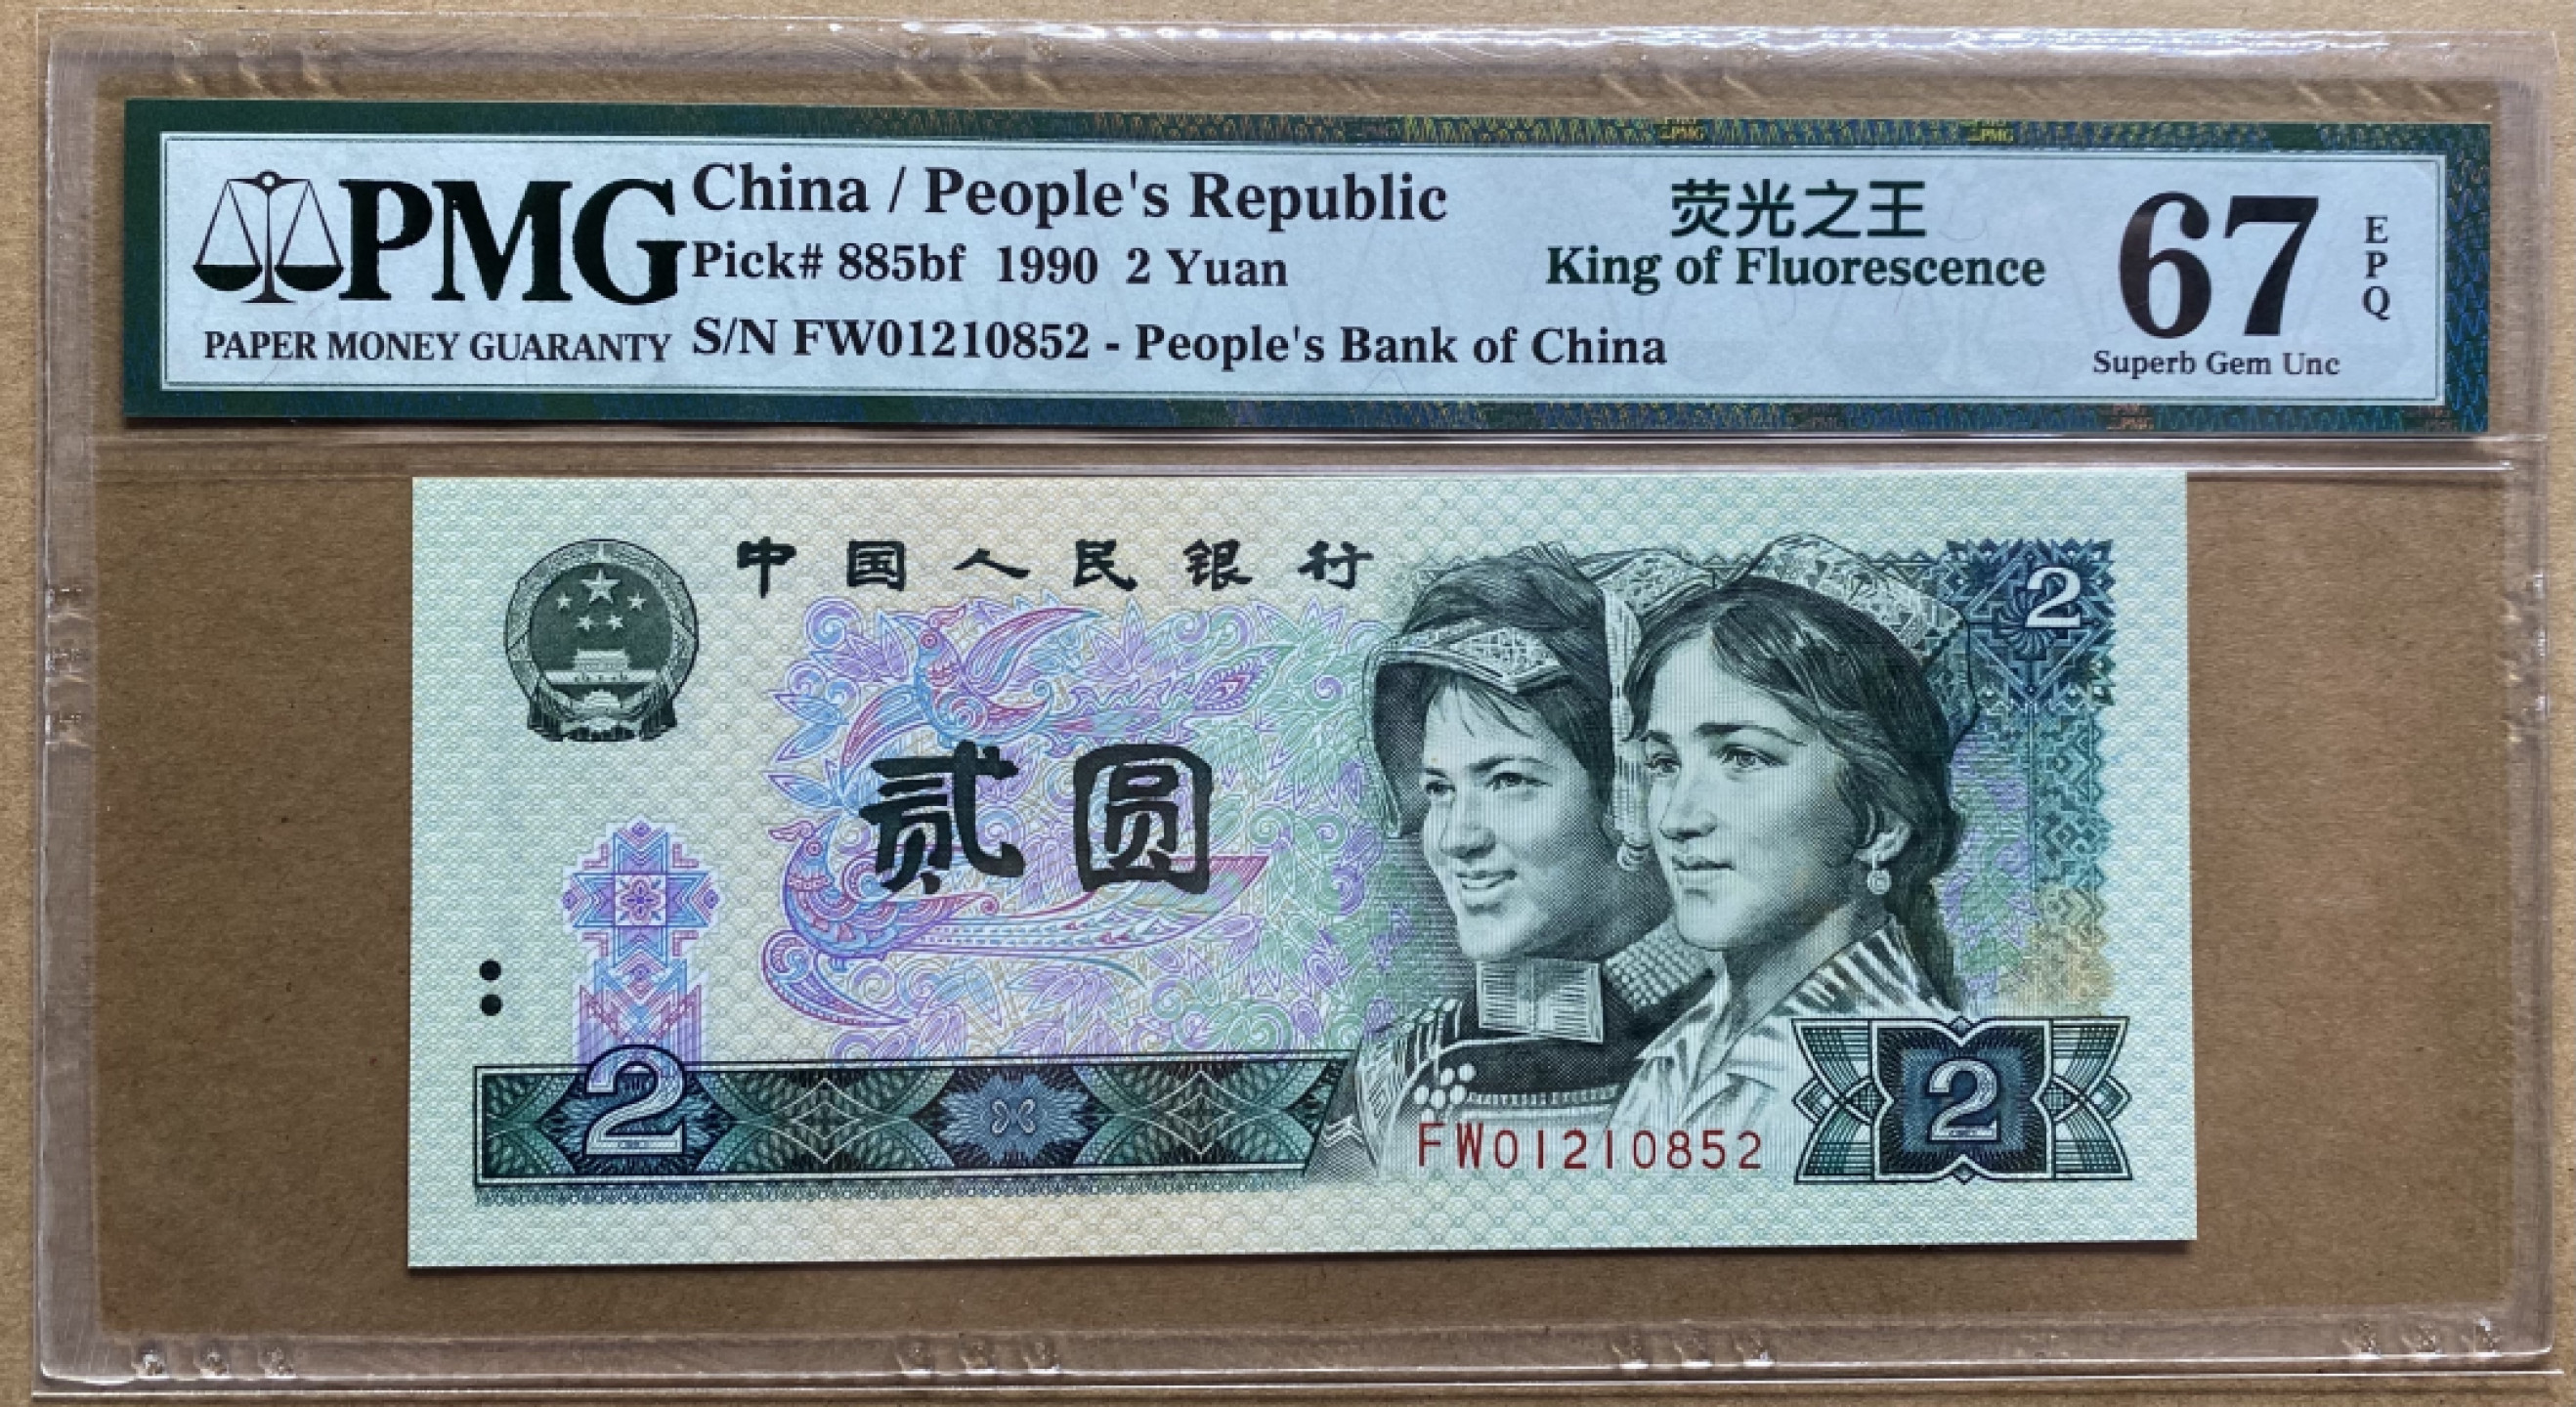 PMG
PAPER MONEY GUARANTY
China / People's Republic
Pick# 885bf 1990 2 Yuan
S/N FW01210852 - People's Bank of China
荧光之王
King of Fluorescence
67
EPQ
Superb Gem Unc
中国人民银行
2
贰圆
2
2
FW01210852